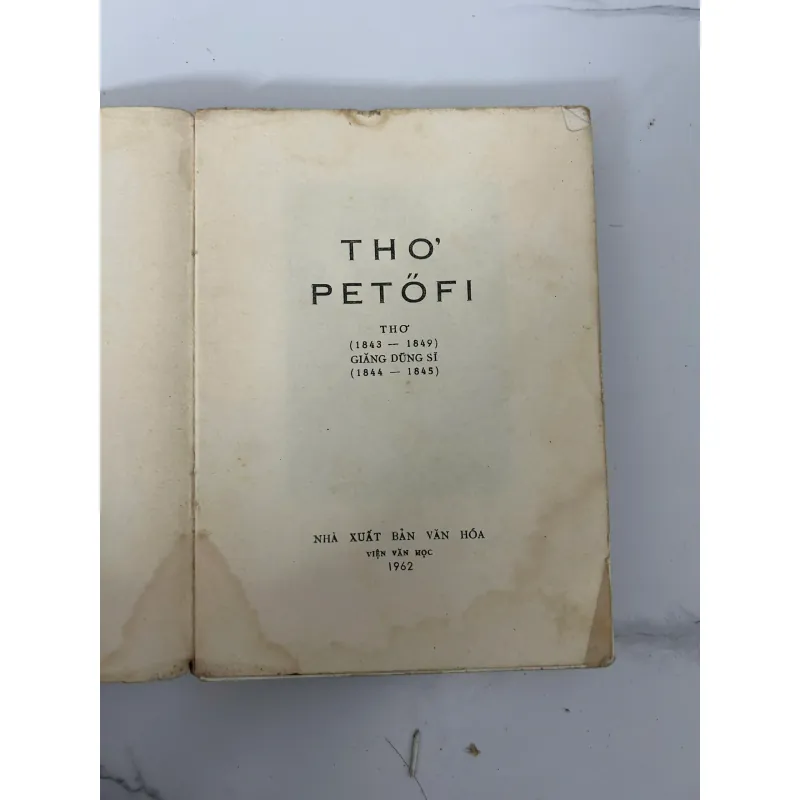 THƠ
PETŐFI
THƠ
(1843 — 1849)
GIĂNG DŨNG SĨ
(1844 — 1845)
NHÀ XUẤT BẢN VĂN HÓA
VIỆN VĂN HỌC
1962